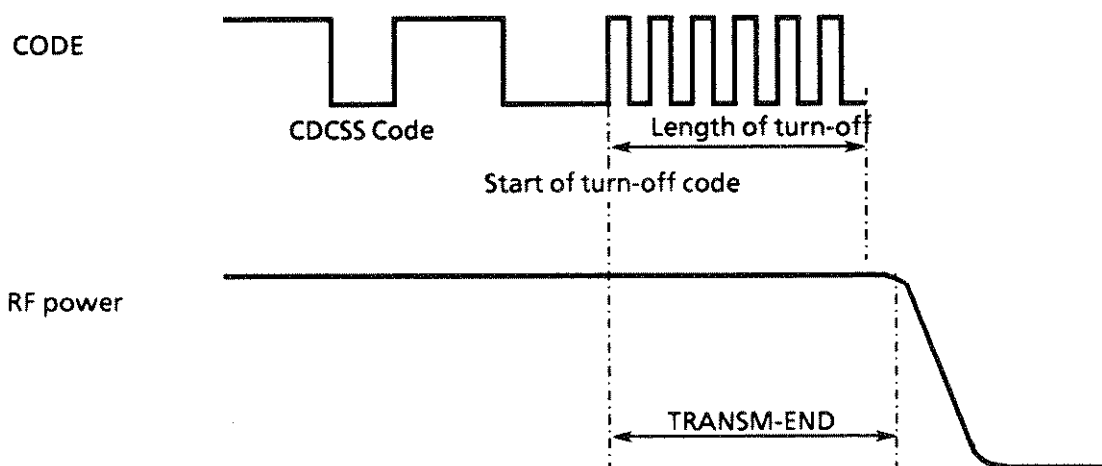 CODE
CDCSS Code
Length of turn-off
Start of turn-off code
RF power
TRANSM-END